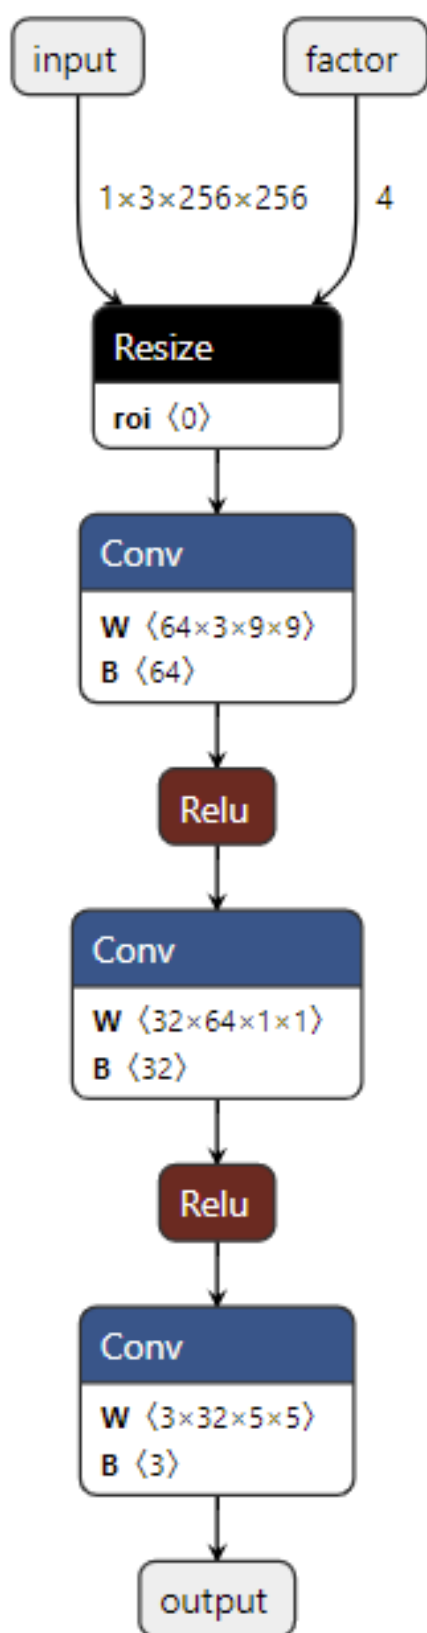 input
factor
1×3×256×256
4
Resize
roi 〈0〉
Conv
W 〈64×3×9×9〉
B 〈64〉
Relu
Conv
W 〈32×64×1×1〉
B 〈32〉
Relu
Conv
W 〈3×32×5×5〉
B 〈3〉
output